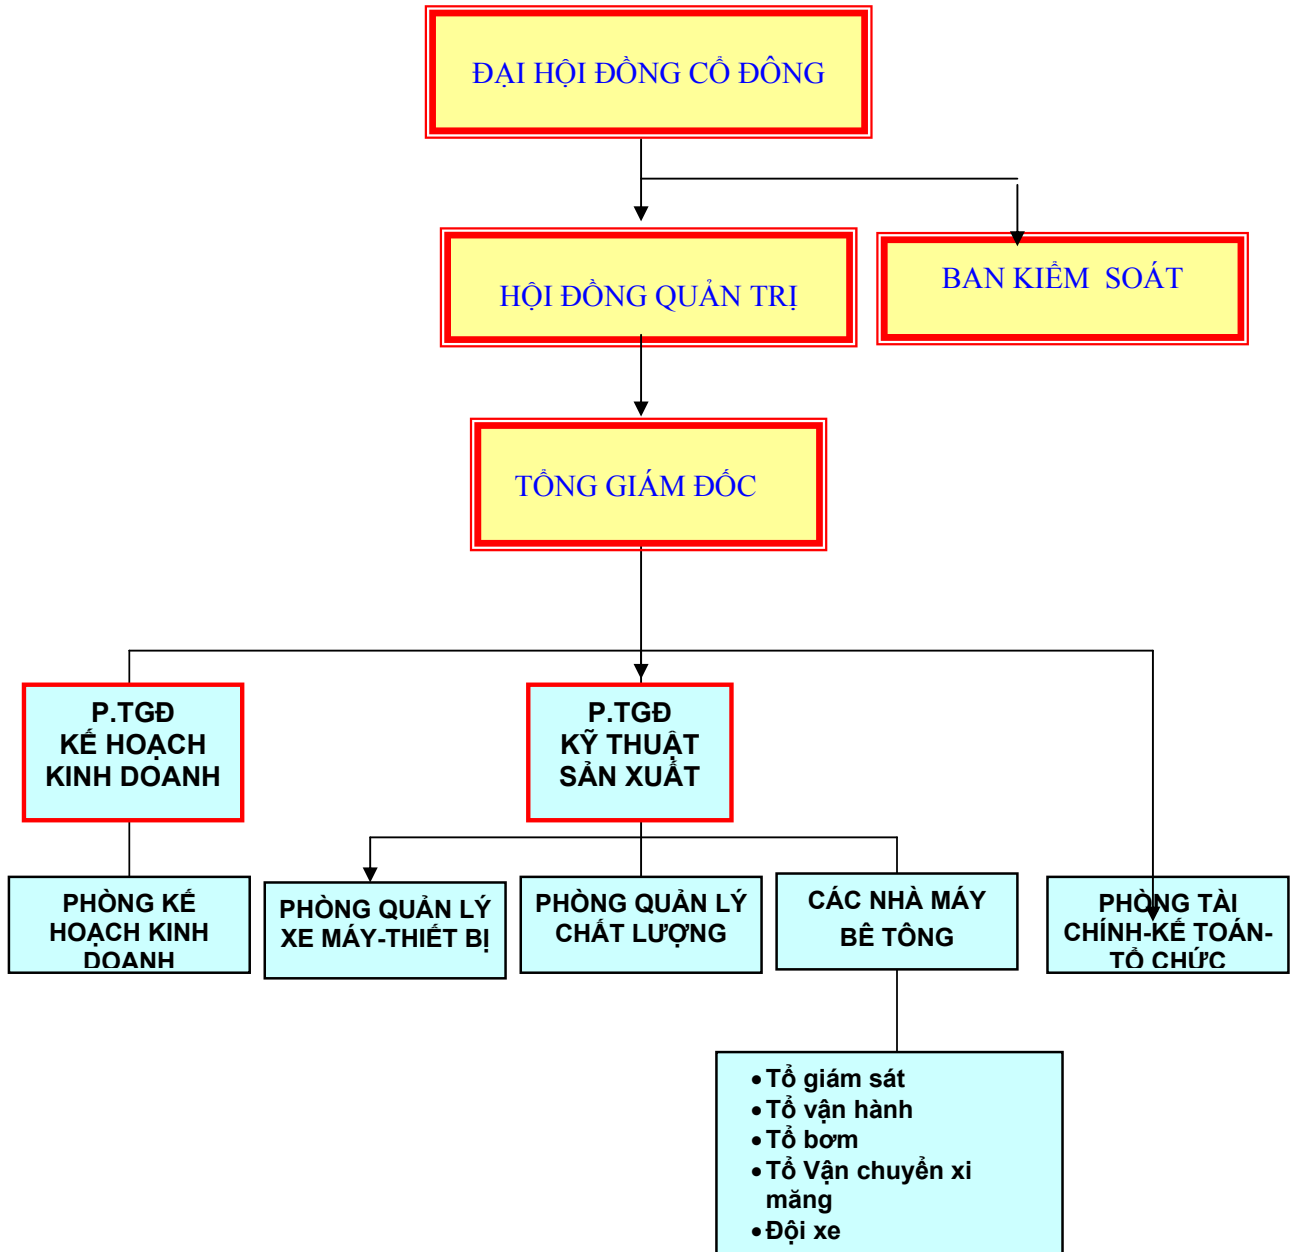 ĐẠI HỘI ĐỒNG CỔ ĐÔNG
HỘI ĐỒNG QUẢN TRỊ
BAN KIỂM SOÁT
TỔNG GIÁM ĐỐC
P.TGĐ
KẾ HOẠCH
KINH DOANH
P.TGĐ
KỸ THUẬT
SẢN XUẤT
PHÒNG KẾ
HOẠCH KINH
DOANH
PHÒNG QUẢN LÝ
XE MÁY-THIẾT BỊ
PHÒNG QUẢN LÝ
CHẤT LƯỢNG
CÁC NHÀ MÁY
BÊ TÔNG
PHÒNG TÀI
CHÍNH-KẾ TOÁN-
TỔ CHỨC
•Tổ giám sát
•Tổ vận hành
•Tổ bơm
•Tổ Vận chuyển xi
măng
•Đội xe